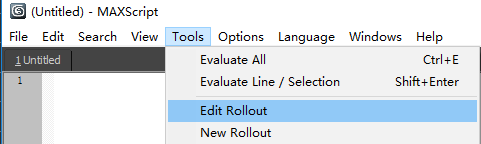 (Untitled) - MAXScript
File Edit Search View Tools Options Language Windows Help
1 Untitled
1
Evaluate All Ctrl+E
Evaluate Line / Selection Shift+Enter
Edit Rollout
New Rollout